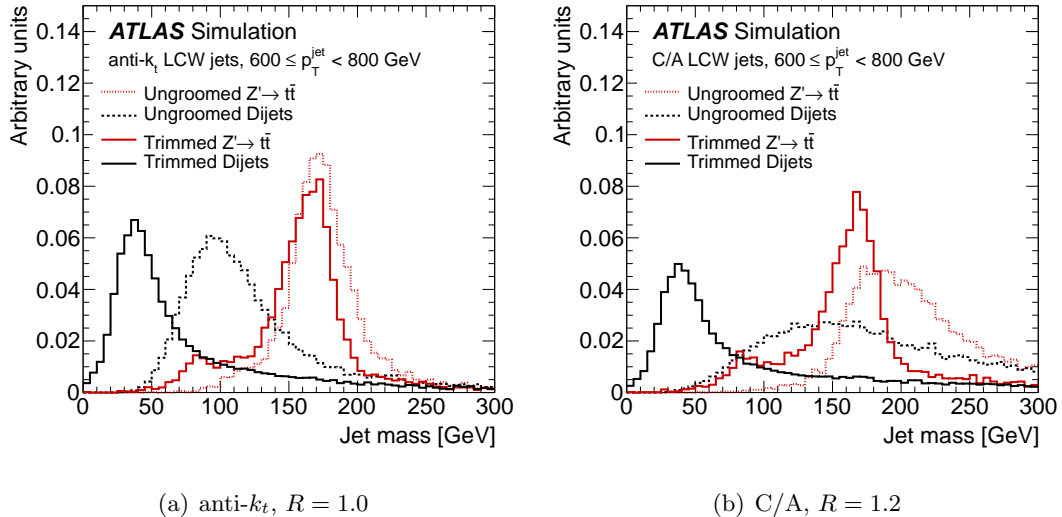 Arbitrary units
0.14
0.12
0.1
0.08
0.06
0.04
0.02
0
ATLAS Simulation
anti-k_t LCW jets, 600 ≤ p_T^jet < 800 GeV
Ungroomed Z'→ tt̄
Ungroomed Dijets
Trimmed Z'→ tt̄
Trimmed Dijets
0 50 100 150 200 250 300
Jet mass [GeV]
(a) anti-k_t, R = 1.0
Arbitrary units
0.14
0.12
0.1
0.08
0.06
0.04
0.02
0
ATLAS Simulation
C/A LCW jets, 600 ≤ p_T^jet < 800 GeV
Ungroomed Z'→ tt̄
Ungroomed Dijets
Trimmed Z'→ tt̄
Trimmed Dijets
0 50 100 150 200 250 300
Jet mass [GeV]
(b) C/A, R = 1.2